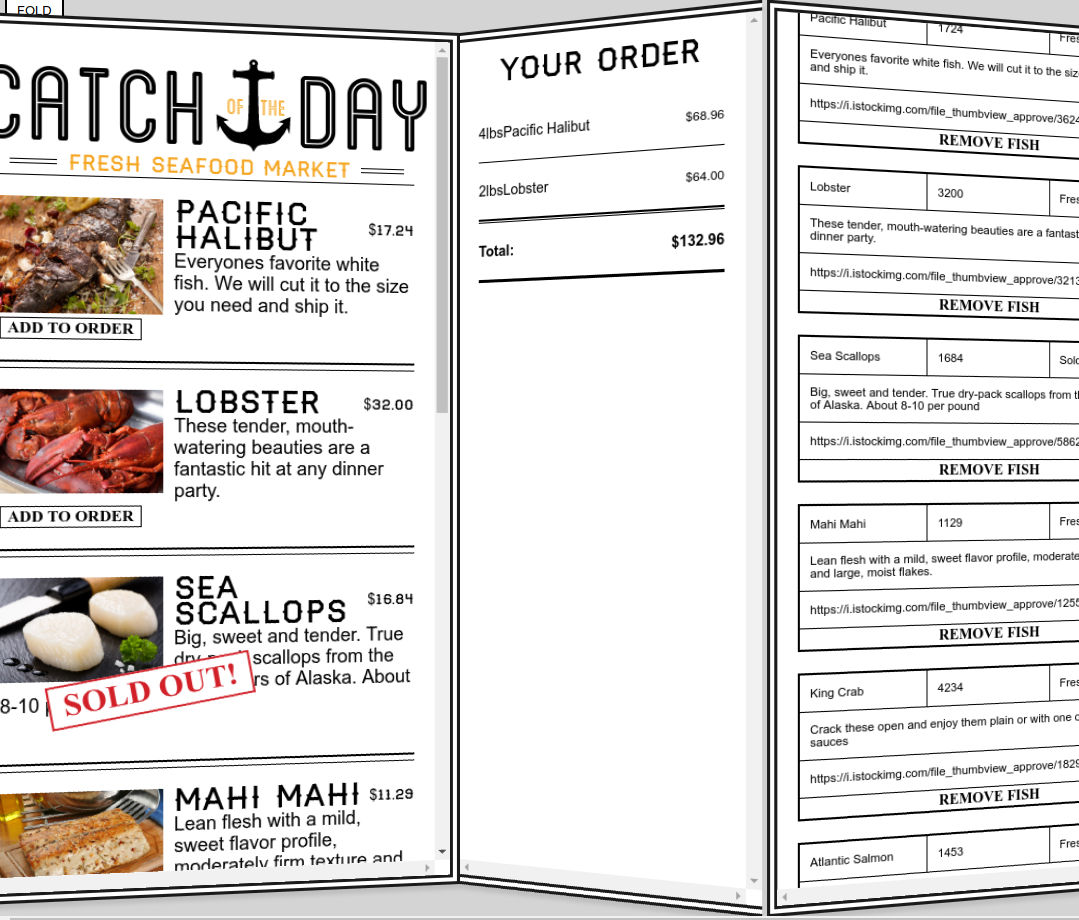 FOLD
CATCH OF THE DAY
FRESH SEAFOOD MARKET
PACIFIC
HALIBUT
$17.24
Everyones favorite white
fish. We will cut it to the size
you need and ship it.
ADD TO ORDER
LOBSTER
$32.00
These tender, mouth-
watering beauties are a
fantastic hit at any dinner
party.
ADD TO ORDER
SEA
SCALLOPS
$16.84
Big, sweet and tender. True
scallops from the
rs of Alaska. About
8-10
SOLD OUT!
MAHI MAHI
$11.29
Lean flesh with a mild,
sweet flavor profile,
moderately firm texture and
YOUR ORDER
4lbsPacific Halibut
$68.96
2lbsLobster
$64.00
Total:
$132.96
Pacific Halibut
1724
Fres
Everyones favorite white fish. We will cut it to the siz
and ship it.
https://i.istockimg.com/file_thumbview_approve/3624
REMOVE FISH
Lobster
3200
Fres
These tender, mouth-watering beauties are a fantast
dinner party.
https://i.istockimg.com/file_thumbview_approve/3213
REMOVE FISH
Sea Scallops
1684
Sold
Big, sweet and tender. True dry-pack scallops from th
of Alaska. About 8-10 per pound
https://i.istockimg.com/file_thumbview_approve/5862
REMOVE FISH
Mahi Mahi
1129
Fres
Lean flesh with a mild, sweet flavor profile, moderate
and large, moist flakes.
https://i.istockimg.com/file_thumbview_approve/1255
REMOVE FISH
King Crab
4234
Fres
Crack these open and enjoy them plain or with one o
sauces
https://i.istockimg.com/file_thumbview_approve/1829
REMOVE FISH
Atlantic Salmon
1453
Fres